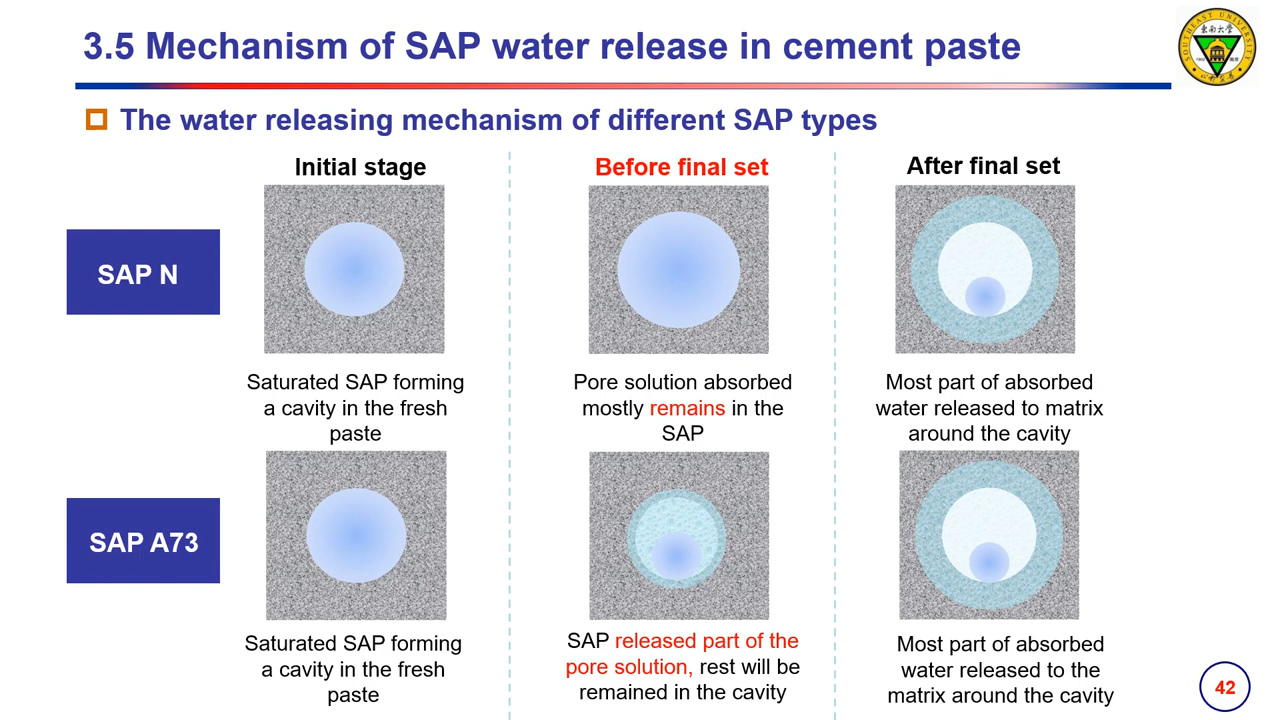 3.5 Mechanism of SAP water release in cement paste
The water releasing mechanism of different SAP types
Initial stage
Before final set
After final set
SAP N
Saturated SAP forming
a cavity in the fresh
paste
Pore solution absorbed
mostly remains in the
SAP
Most part of absorbed
water released to matrix
around the cavity
SAP A73
Saturated SAP forming
a cavity in the fresh
paste
SAP released part of the
pore solution, rest will be
remained in the cavity
Most part of absorbed
water released to the
matrix around the cavity
42
SOUTHEAST UNIVERSITY
1902